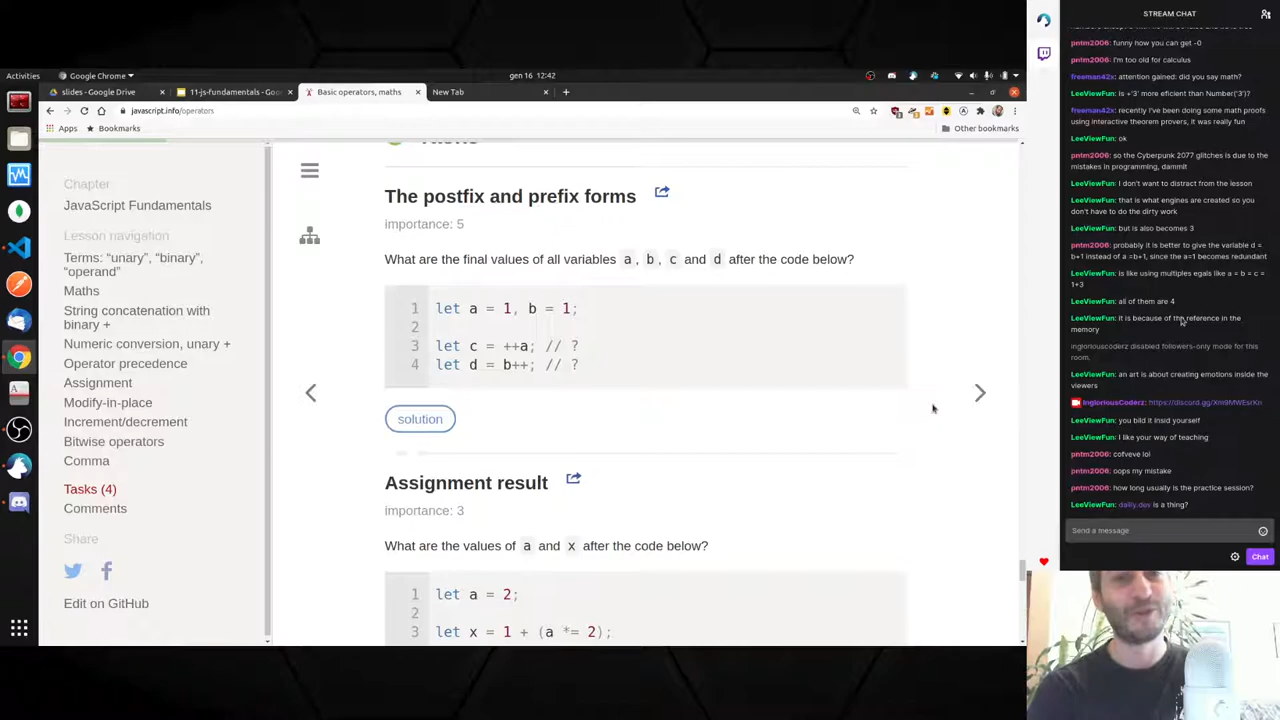 STREAM CHAT
pntm2006: funny how you can get -0
Activities
Google Chrome
gen 16 12:42
pntm2006: I'm too old for calculus
freeman42x: attention gained: did you say math?
slides - Google Drive
11-js-fundamentals - Goo
Basic operators, maths
New Tab
LeeViewFun: Is +'3' more eficient than Number('3')?
javascript.info/operators
freeman42x: recently I've been doing some math proofs
using interactive theorem provers, it was really fun
Apps
Bookmarks
Other bookmarks
LeeViewFun: ok
pntm2006: so the Cyberpunk 2077 glitches is due to the
mistakes in programming, dammit
LeeViewFun: I don't want to distract from the lesson
LeeViewFun: that is what engines are created so you
don't have to do the dirty work
LeeViewFun: but is also becomes 3
pntm2006: probably it is better to give the variable d =
b+1 instead of a =b+1, since the a=1 becomes redundant
LeeViewFun: is like using multiples egals like a = b = c =
1+3
LeeViewFun: all of them are 4
LeeViewFun: it is because of the reference in the
memory
ingloriouscoderz disabled followers-only mode for this
room.
LeeViewFun: an art is about creating emotions inside the
viewers
IngloriousCoderz: https://discord.gg/Xm9MWEsrKn
LeeViewFun: you bild it insid yourself
LeeViewFun: I like your way of teaching
pntm2006: cofveve lol
pntm2006: oops my mistake
pntm2006: how long usually is the practice session?
LeeViewFun: daily.dev is a thing?
Send a message
Chat
Chapter
JavaScript Fundamentals
Lesson navigation
Terms: “unary”, “binary”,
“operand”
Maths
String concatenation with
binary +
Numeric conversion, unary +
Operator precedence
Assignment
Modify-in-place
Increment/decrement
Bitwise operators
Comma
Tasks (4)
Comments
Share
Edit on GitHub
The postfix and prefix forms
importance: 5
What are the final values of all variables a, b, c and d after the code below?
1 let a = 1, b = 1;
2
3 let c = ++a; // ?
4 let d = b++; // ?
solution
Assignment result
importance: 3
What are the values of a and x after the code below?
1 let a = 2;
2
3 let x = 1 + (a *= 2);